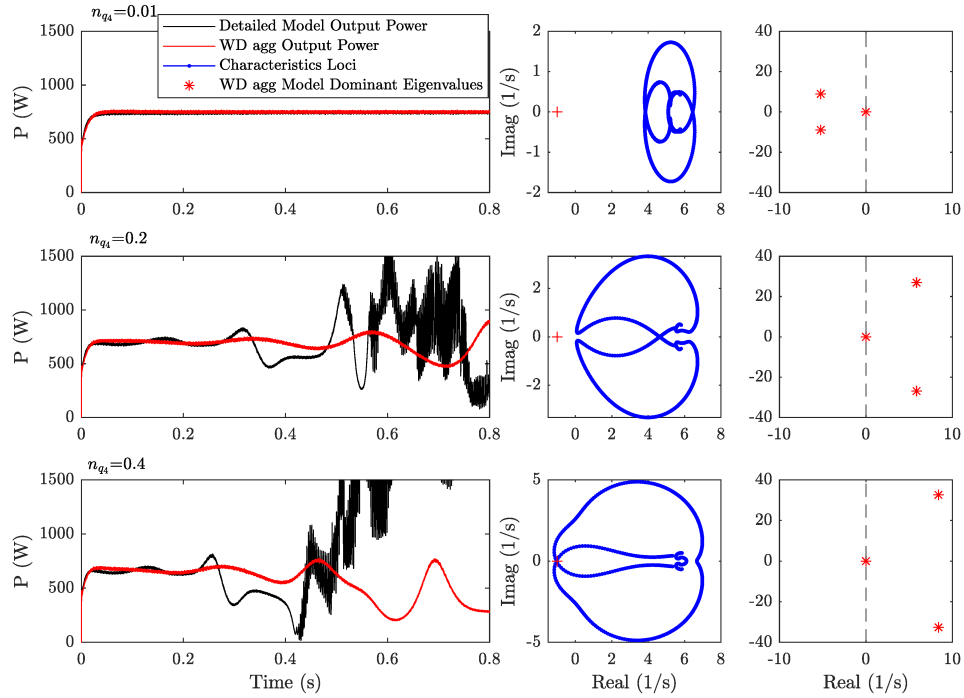 n_{q_4}=0.01
Detailed Model Output Power
WD agg Output Power
Characteristics Loci
WD agg Model Dominant Eigenvalues
P (W)
1500
1000
500
0
0 0.2 0.4 0.6 0.8
Imag (1/s)
2
1
0
-1
-2
0 2 4 6 8
40
20
0
-20
-40
-10 0 10
n_{q_4}=0.2
P (W)
1500
1000
500
0
0 0.2 0.4 0.6 0.8
Imag (1/s)
2
0
-2
0 2 4 6 8
40
20
0
-20
-40
-10 0 10
n_{q_4}=0.4
P (W)
1500
1000
500
0
0 0.2 0.4 0.6 0.8
Time (s)
Imag (1/s)
5
0
-5
0 2 4 6 8
Real (1/s)
40
20
0
-20
-40
-10 0 10
Real (1/s)